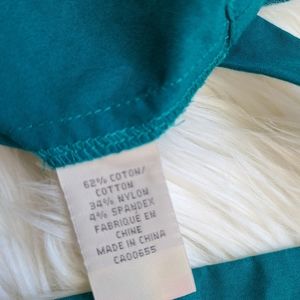 62% COTON/
COTTON
34% NYLON
4% SPANDEX
FABRIQUE EN
CHINE
MADE IN CHINA
CA00655